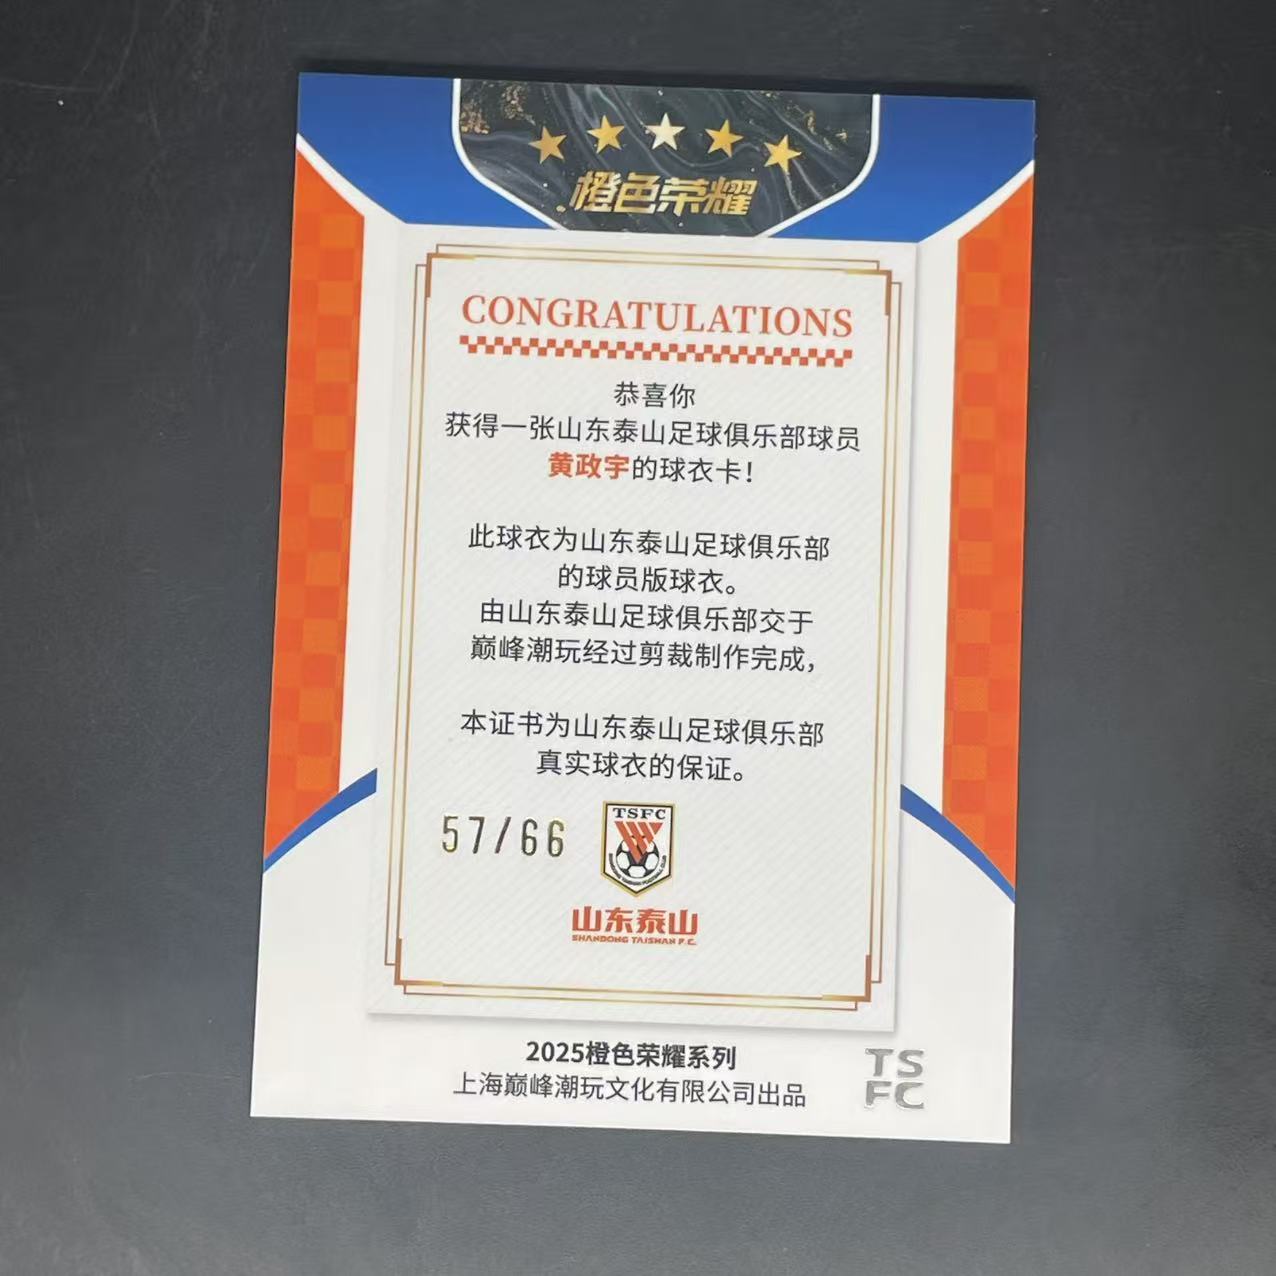 橙色荣耀
CONGRATULATIONS
恭喜你
获得一张山东泰山足球俱乐部球员
黄政宇的球衣卡！
此球衣为山东泰山足球俱乐部
的球员版球衣。
由山东泰山足球俱乐部交于
巅峰潮玩经过剪裁制作完成，
本证书为山东泰山足球俱乐部
真实球衣的保证。
57/66
TSFC
山东泰山
SHANDONG TAISHAN F.C.
2025橙色荣耀系列
上海巅峰潮玩文化有限公司出品
TS
FC